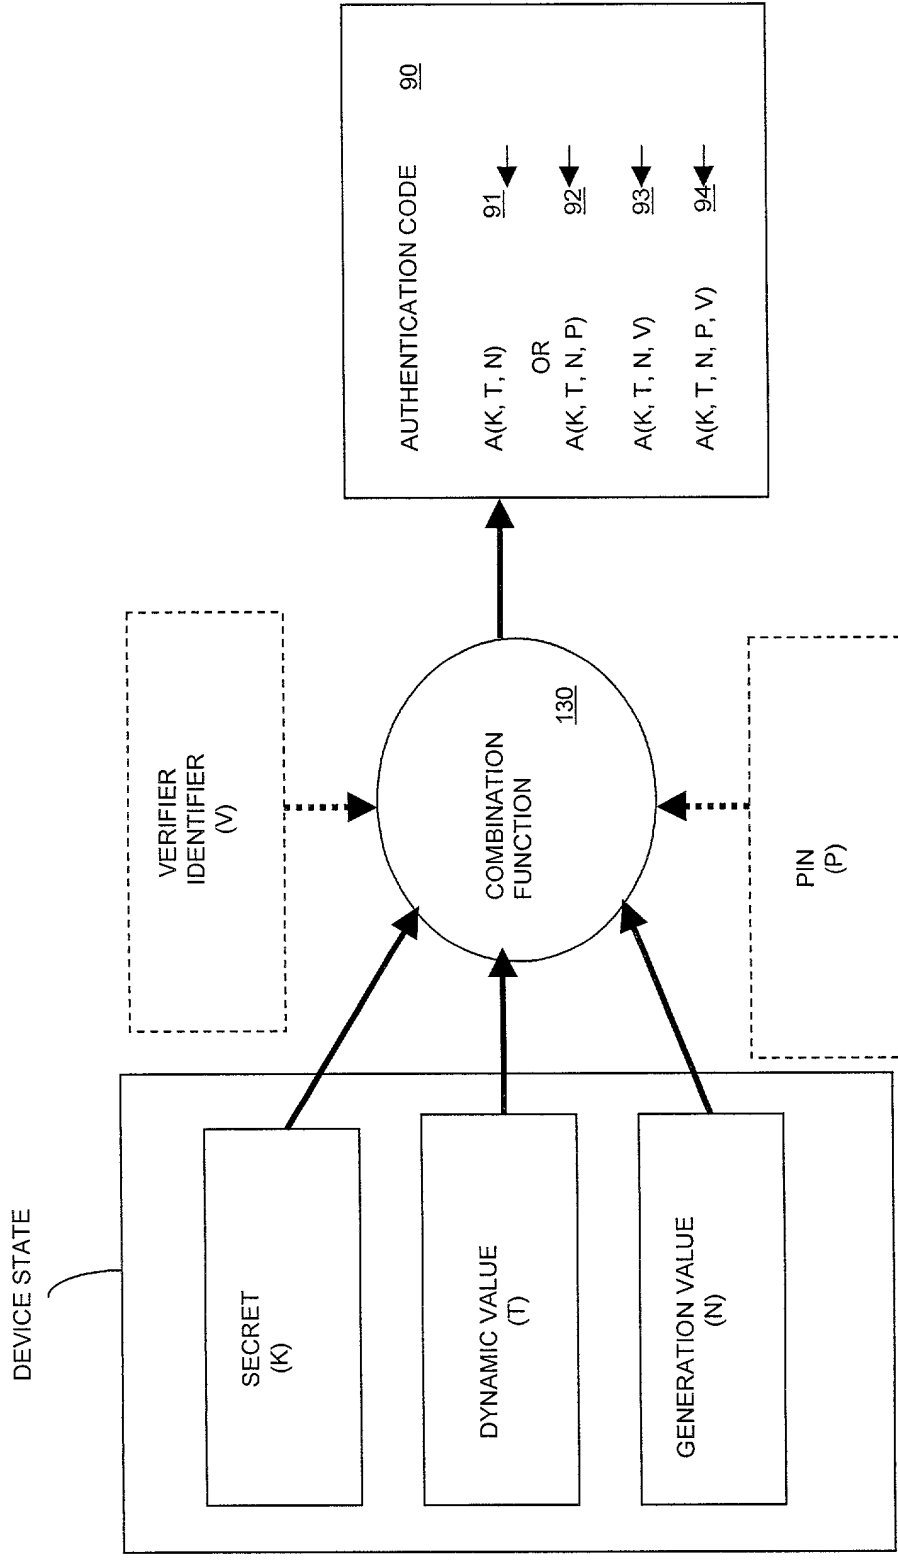 DEVICE STATE
SECRET
(K)
DYNAMIC VALUE
(T)
GENERATION VALUE
(N)
VERIFIER
IDENTIFIER
(V)
COMBINATION
FUNCTION
130
PIN
(P)
AUTHENTICATION CODE 90
A(K, T, N) 91
OR
A(K, T, N, P) 92
A(K, T, N, V) 93
A(K, T, N, P, V) 94